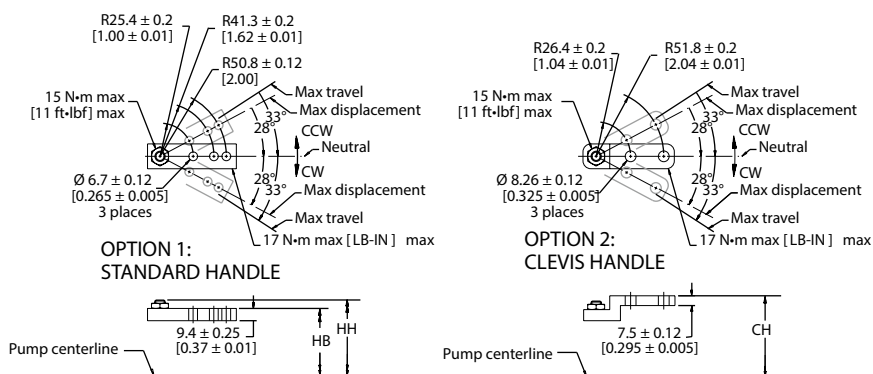 R25.4 ± 0.2
[1.00 ± 0.01]
R41.3 ± 0.2
[1.62 ± 0.01]
R50.8 ± 0.12
[2.00]
15 N•m max
[11 ft•lbf] max
Max travel
Max displacement
33°
28°
CCW
Neutral
CW
28°
33°
Max displacement
Max travel
Ø 6.7 ± 0.12
[0.265 ± 0.005]
3 places
17 N•m max [LB-IN ] max
OPTION 1:
STANDARD HANDLE
9.4 ± 0.25
[0.37 ± 0.01]
HB
HH
Pump centerline
R26.4 ± 0.2
[1.04 ± 0.01]
R51.8 ± 0.2
[2.04 ± 0.01]
15 N•m max
[11 ft•lbf] max
Max travel
Max displacement
33°
28°
CCW
Neutral
CW
28°
33°
Max displacement
Max travel
Ø 8.26 ± 0.12
[0.325 ± 0.005]
3 places
17 N•m max [LB-IN ] max
OPTION 2:
CLEVIS HANDLE
7.5 ± 0.12
[0.295 ± 0.005]
CH
Pump centerline